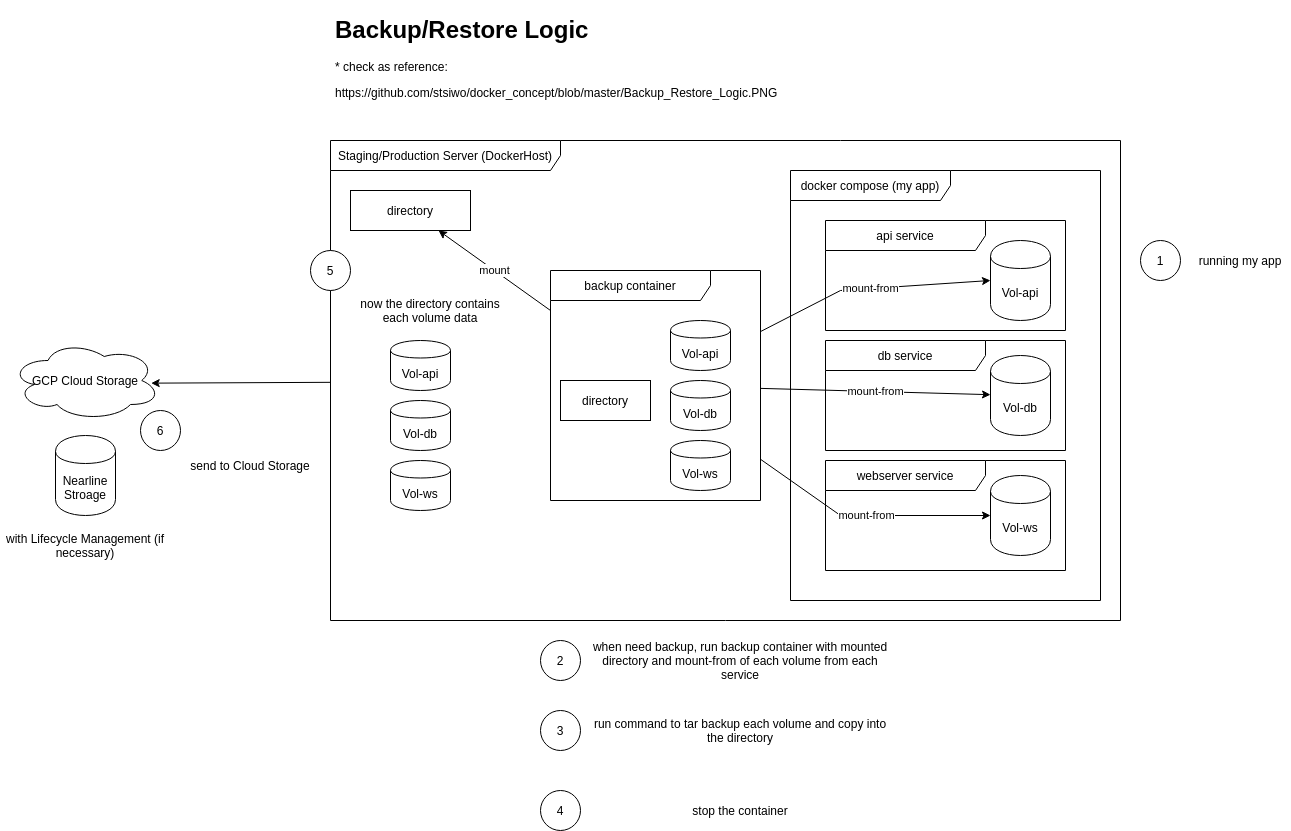 Backup/Restore Logic
* check as reference:
https://github.com/stsiwo/docker_concept/blob/master/Backup_Restore_Logic.PNG
Staging/Production Server (DockerHost)
directory
5
mount
now the directory contains
each volume data
Vol-api
Vol-db
Vol-ws
backup container
directory
Vol-api
Vol-db
Vol-ws
docker compose (my app)
api service
mount-from
Vol-api
db service
mount-from
Vol-db
webserver service
mount-from
Vol-ws
1
running my app
GCP Cloud Storage
6
send to Cloud Storage
Nearline
Stroage
with Lifecycle Management (if
necessary)
2
when need backup, run backup container with mounted
directory and mount-from of each volume from each
service
3
run command to tar backup each volume and copy into
the directory
4
stop the container